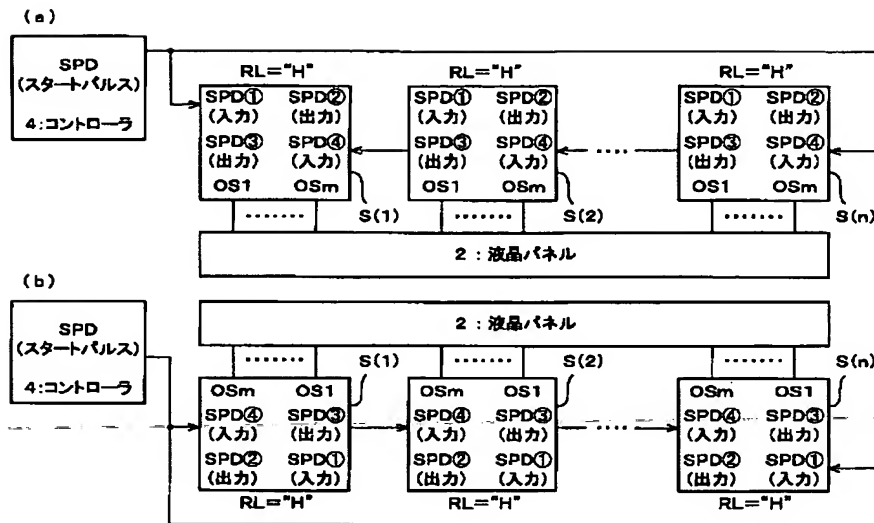 (a)
SPD
(スタートパルス)
4:コントローラ
RL="H"
SPD① SPD②
(入力) (出力)
SPD③ SPD④
(出力) (入力)
OS1 OSm
S(1)
RL="H"
SPD① SPD②
(入力) (出力)
SPD③ SPD④
(出力) (入力)
OS1 OSm
S(2)
RL="H"
SPD① SPD②
(入力) (出力)
SPD③ SPD④
(出力) (入力)
OS1 OSm
S(n)
2 : 液晶パネル
(b)
SPD
(スタートパルス)
4:コントローラ
2 : 液晶パネル
S(1)
OSm OS1
SPD④ SPD③
(入力) (出力)
SPD② SPD①
(出力) (入力)
RL="H"
S(2)
OSm OS1
SPD④ SPD③
(入力) (出力)
SPD② SPD①
(出力) (入力)
RL="H"
S(n)
OSm OS1
SPD④ SPD③
(入力) (出力)
SPD② SPD①
(出力) (入力)
RL="H"